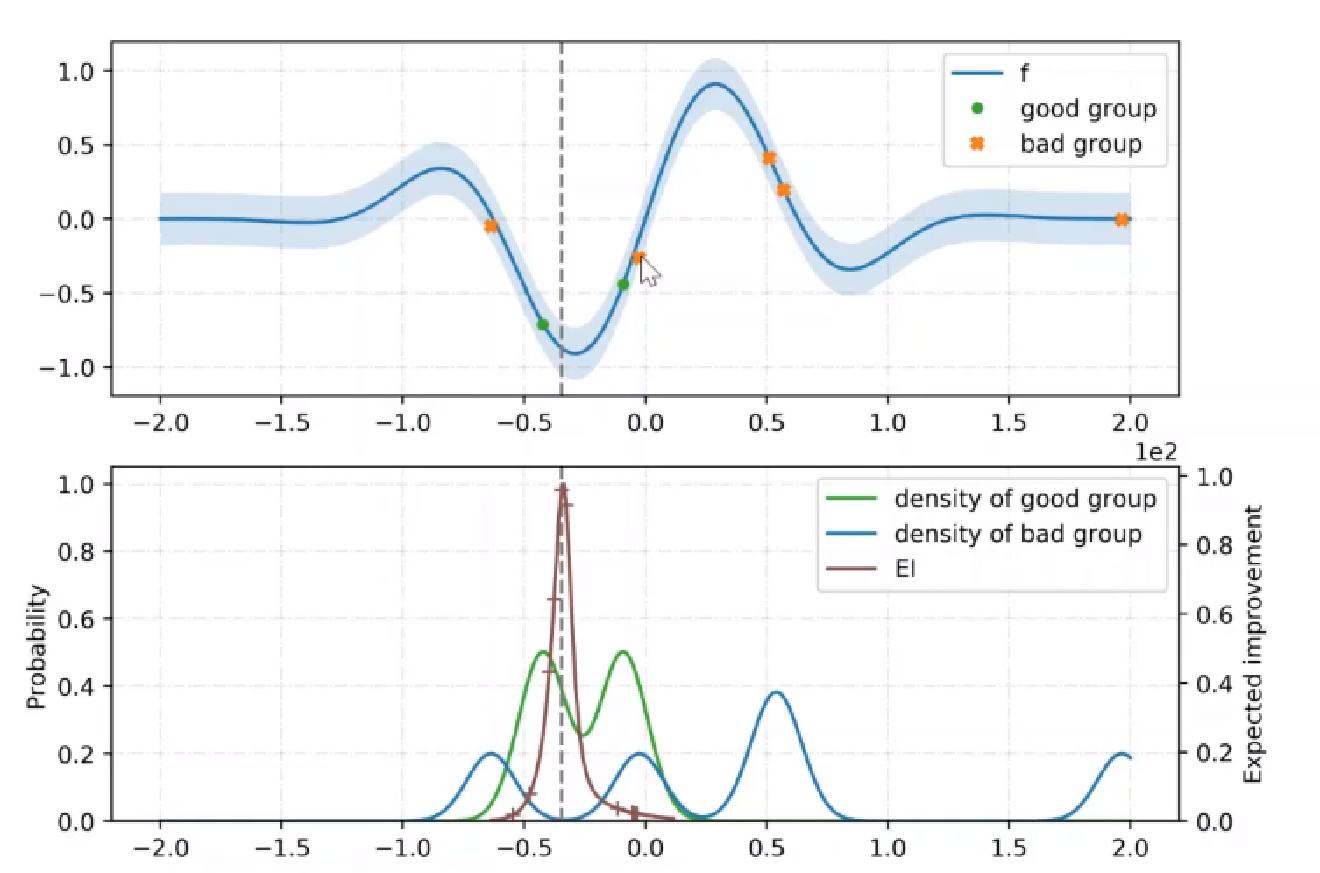 1.0
0.5
0.0
−0.5
−1.0
f
good group
bad group
−2.0 −1.5 −1.0 −0.5 0.0 0.5 1.0 1.5 2.0
1e2
Probability
1.0
0.8
0.6
0.4
0.2
0.0
density of good group
density of bad group
EI
1.0
0.8
0.6
0.4
0.2
0.0
Expected improvement
−2.0 −1.5 −1.0 −0.5 0.0 0.5 1.0 1.5 2.0